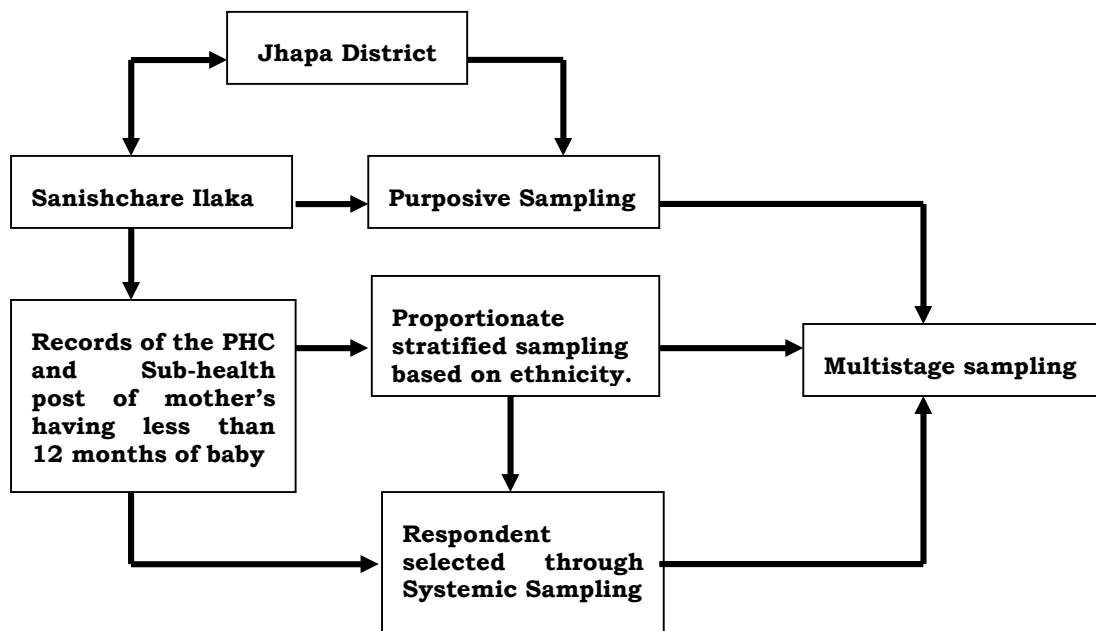 Jhapa District
Sanishchare Ilaka
Purposive Sampling
Records of the PHC
and Sub-health
post of mother's
having less than
12 months of baby
Proportionate
stratified sampling
based on ethnicity.
Multistage sampling
Respondent
selected through
Systemic Sampling